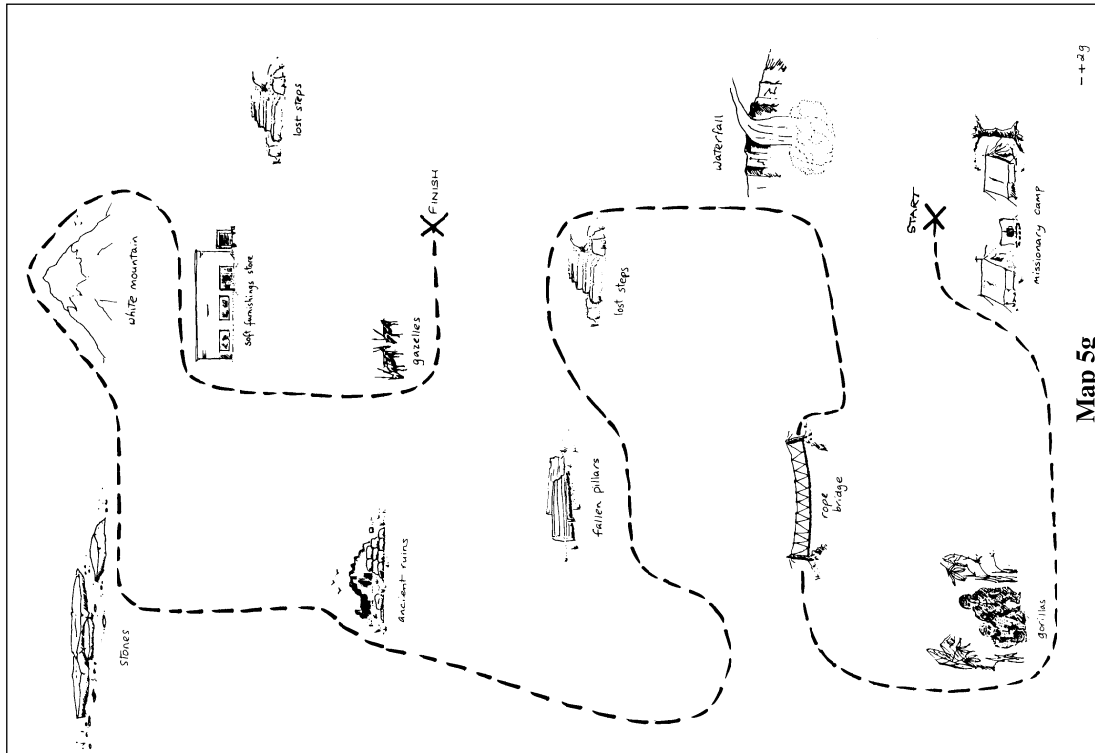 stones
white mountain
lost steps
soft furnishings store
ancient ruins
gazelles
FINISH
fallen pillars
lost steps
waterfall
rope
bridge
START
gorillas
missionary camp
Map 5g
-+2g